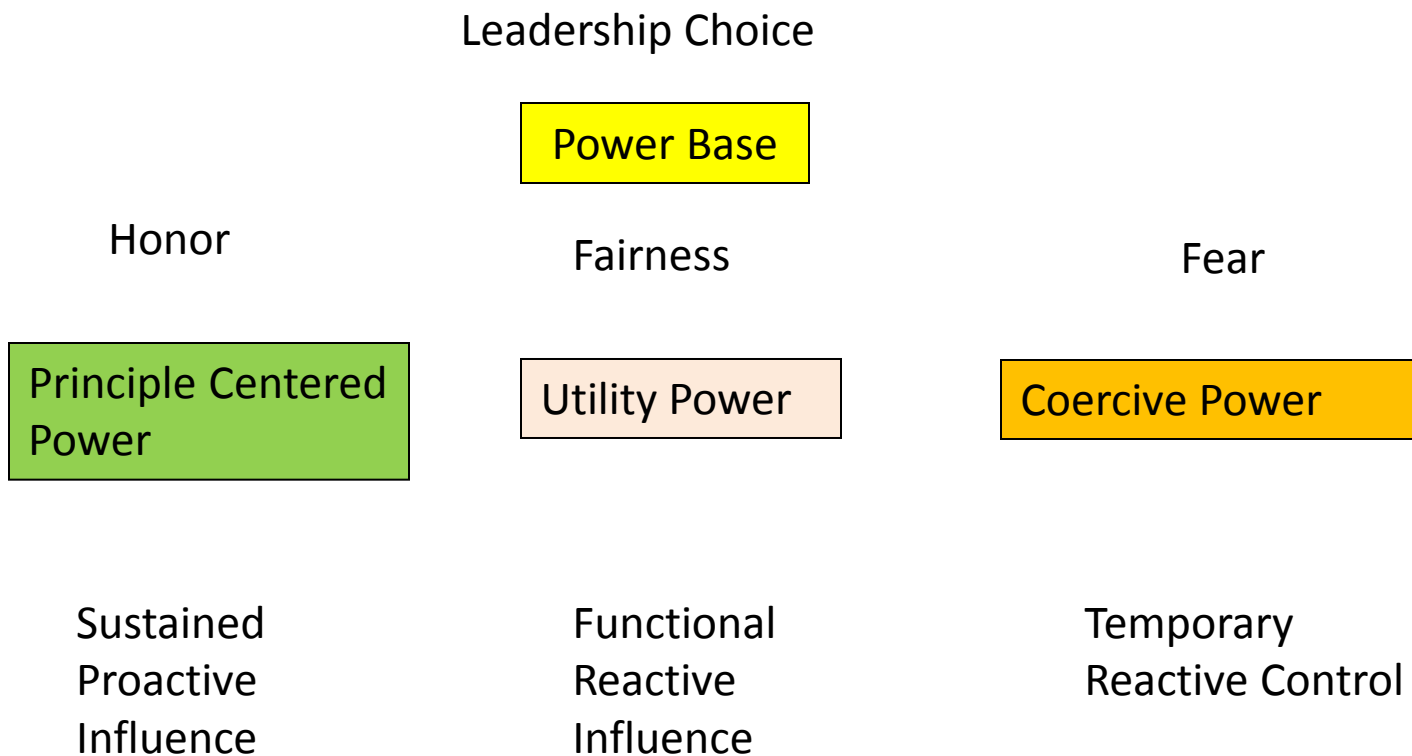 Leadership Choice
Power Base
Honor
Fairness
Fear
Principle Centered
Power
Utility Power
Coercive Power
Sustained
Proactive
Influence
Functional
Reactive
Influence
Temporary
Reactive Control